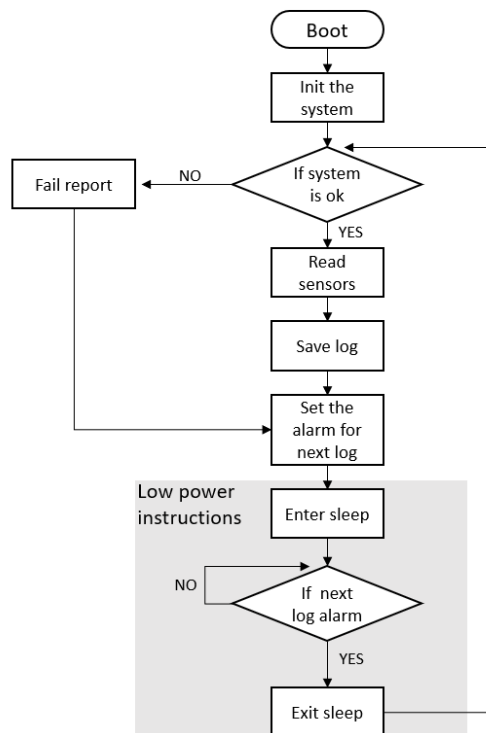 Boot
Init the
system
If system
is ok
NO
Fail report
YES
Read
sensors
Save log
Set the
alarm for
next log
Low power
instructions
Enter sleep
NO
If next
log alarm
YES
Exit sleep